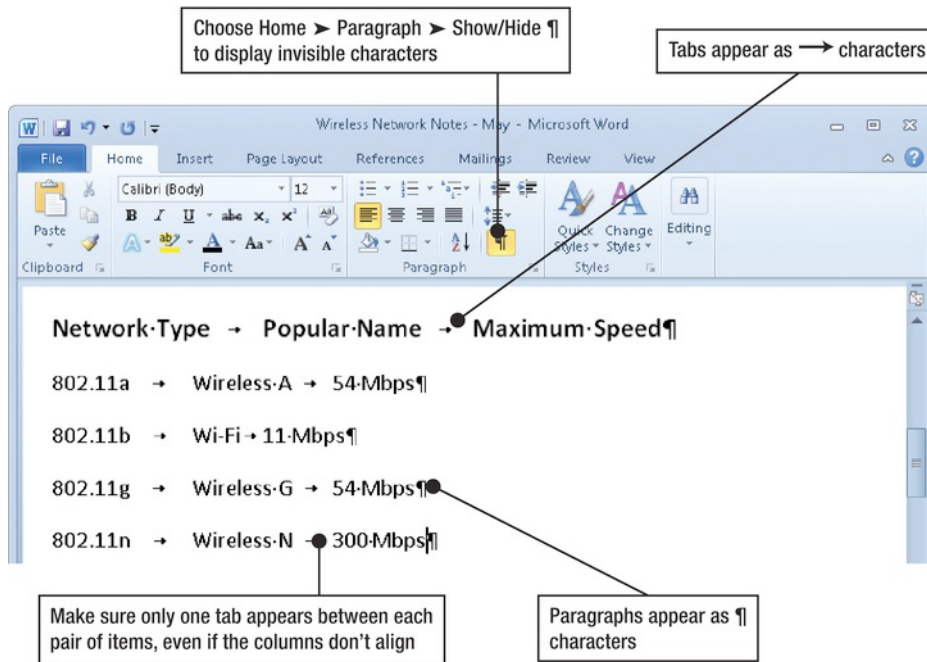 Choose Home ➤ Paragraph ➤ Show/Hide ¶
to display invisible characters
Tabs appear as → characters
Wireless Network Notes - May - Microsoft Word
File Home Insert Page Layout References Mailings Review View
Calibri (Body) 12
Paste
B I U abc x₂ x²
A ab A Aa A A
Quick Styles
Change Styles
Editing
Clipboard Font Paragraph Styles
Network·Type → Popular·Name → Maximum·Speed¶
802.11a → Wireless·A → 54·Mbps¶
802.11b → Wi-Fi → 11·Mbps¶
802.11g → Wireless·G → 54·Mbps¶
802.11n → Wireless·N → 300·Mbps¶
Make sure only one tab appears between each
pair of items, even if the columns don't align
Paragraphs appear as ¶
characters